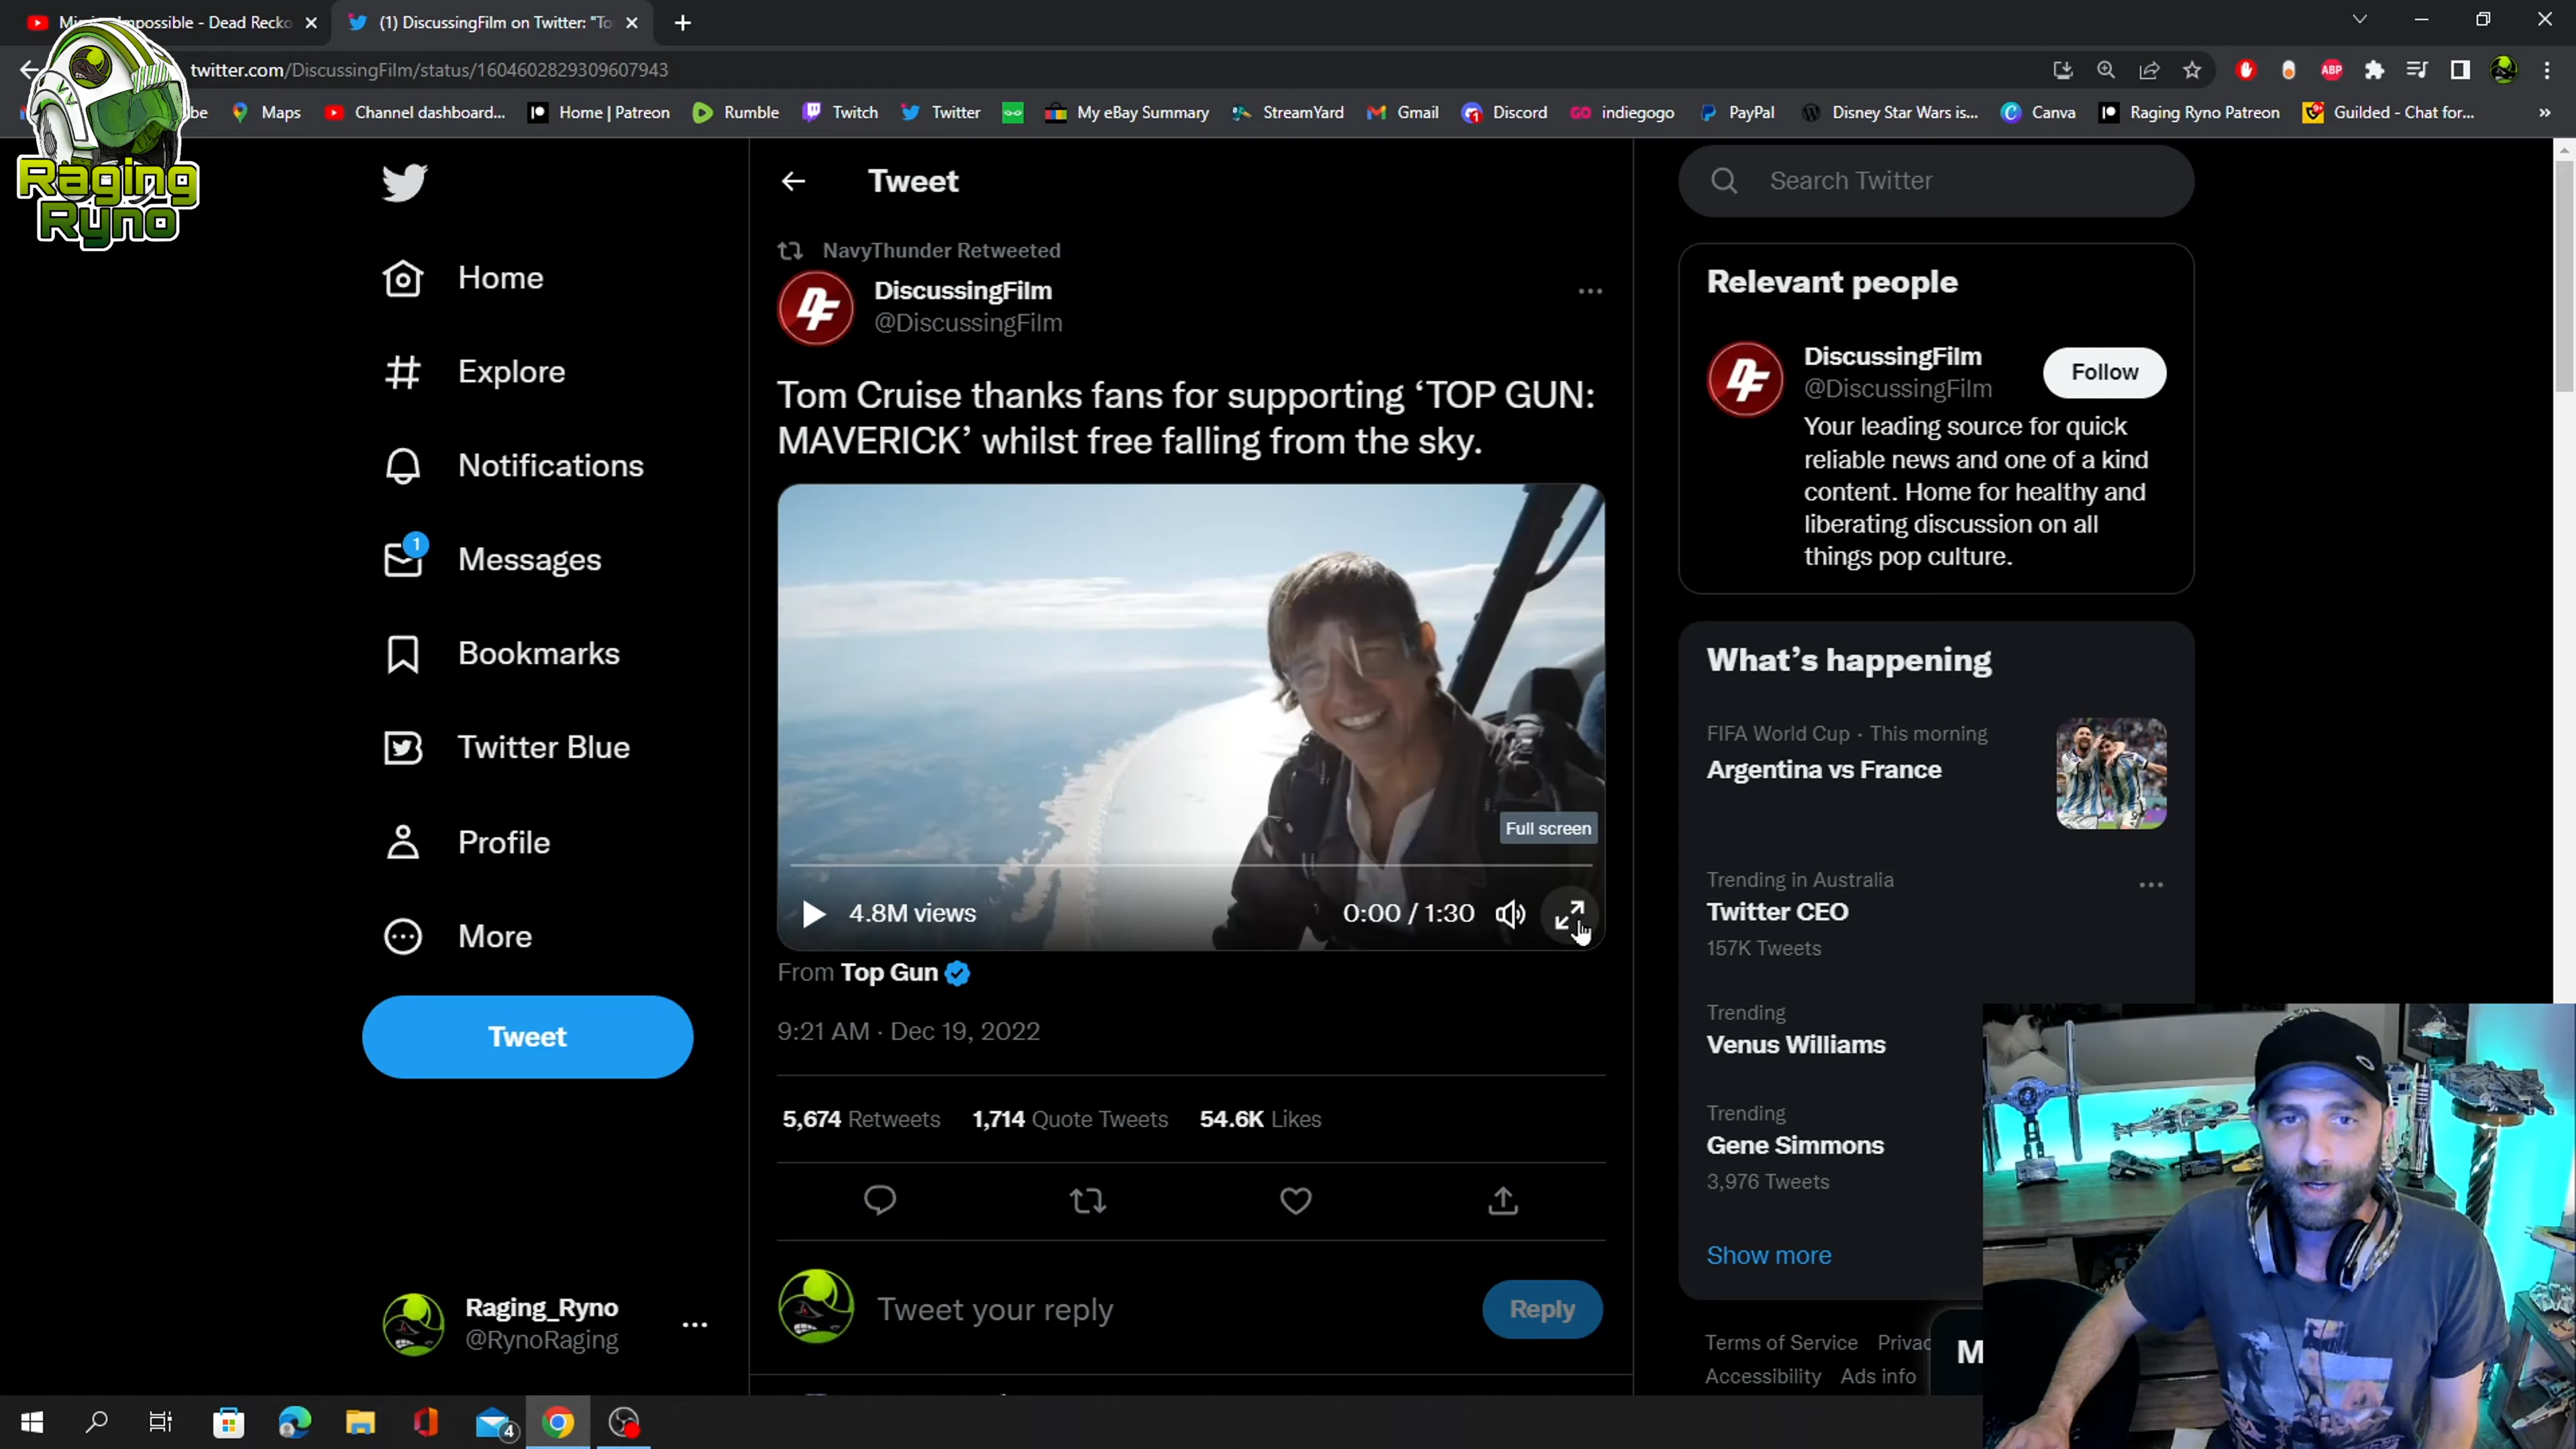 Mission: Impossible - Dead Recko
(1) DiscussingFilm on Twitter: "To
twitter.com/DiscussingFilm/status/1604602829309607943
Maps
Channel dashboard...
Home | Patreon
Rumble
Twitch
Twitter
My eBay Summary
StreamYard
Gmail
Discord
indiegogo
PayPal
Disney Star Wars is...
Canva
Raging Ryno Patreon
Guilded - Chat for...
ABP
Raging
Ryno
Home
Explore
Notifications
1
Messages
Bookmarks
Twitter Blue
Profile
More
Tweet
Raging_Ryno
@RynoRaging
Tweet
NavyThunder Retweeted
DiscussingFilm
@DiscussingFilm
Tom Cruise thanks fans for supporting ‘TOP GUN:
MAVERICK’ whilst free falling from the sky.
Full screen
4.8M views
0:00 / 1:30
From Top Gun
9:21 AM · Dec 19, 2022
5,674 Retweets 1,714 Quote Tweets 54.6K Likes
Tweet your reply
Reply
Search Twitter
Relevant people
DiscussingFilm
@DiscussingFilm
Follow
Your leading source for quick
reliable news and one of a kind
content. Home for healthy and
liberating discussion on all
things pop culture.
What’s happening
FIFA World Cup · This morning
Argentina vs France
Trending in Australia
Twitter CEO
157K Tweets
Trending
Venus Williams
Trending
Gene Simmons
3,976 Tweets
Show more
Terms of Service Privac
Accessibility Ads info
M
4